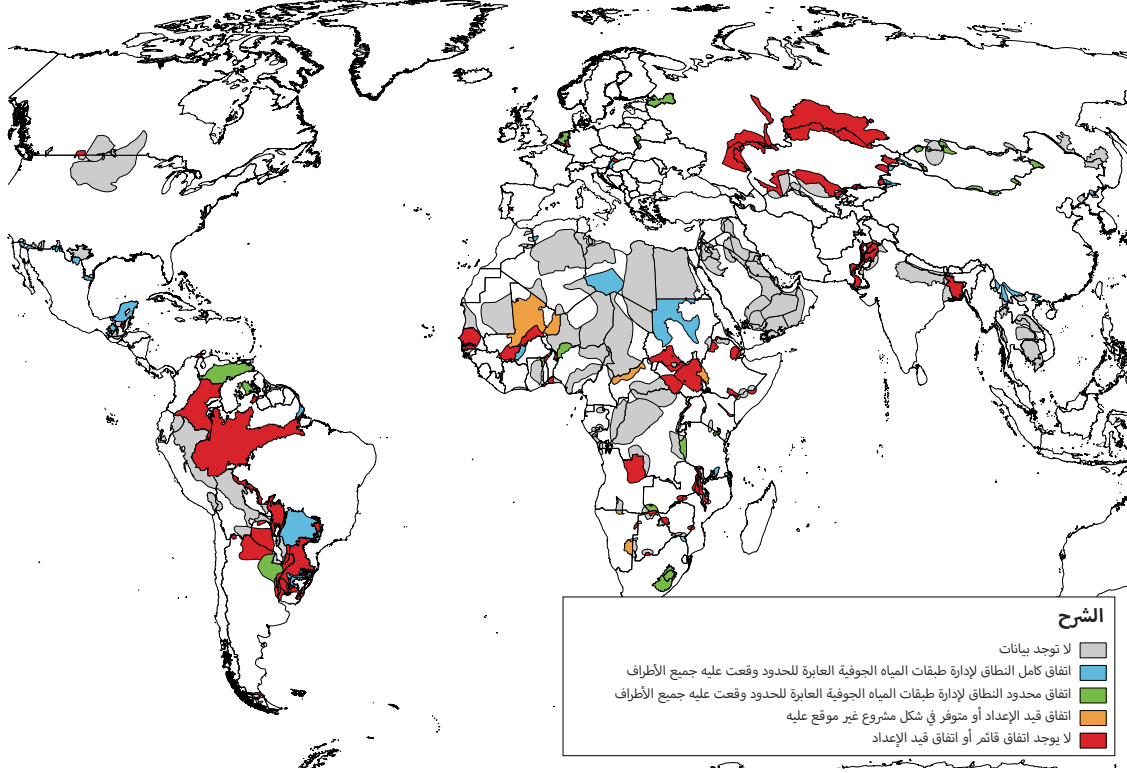 الشرح
لا توجد بيانات
اتفاق كامل النطاق لإدارة طبقات المياه الجوفية العابرة للحدود وقعت عليه جميع الأطراف
اتفاق محدود النطاق لإدارة طبقات المياه الجوفية العابرة للحدود وقعت عليه جميع الأطراف
اتفاق قيد الإعداد أو متوفر في شكل مشروع غير موقع عليه
لا يوجد اتفاق قائم أو اتفاق قيد الإعداد